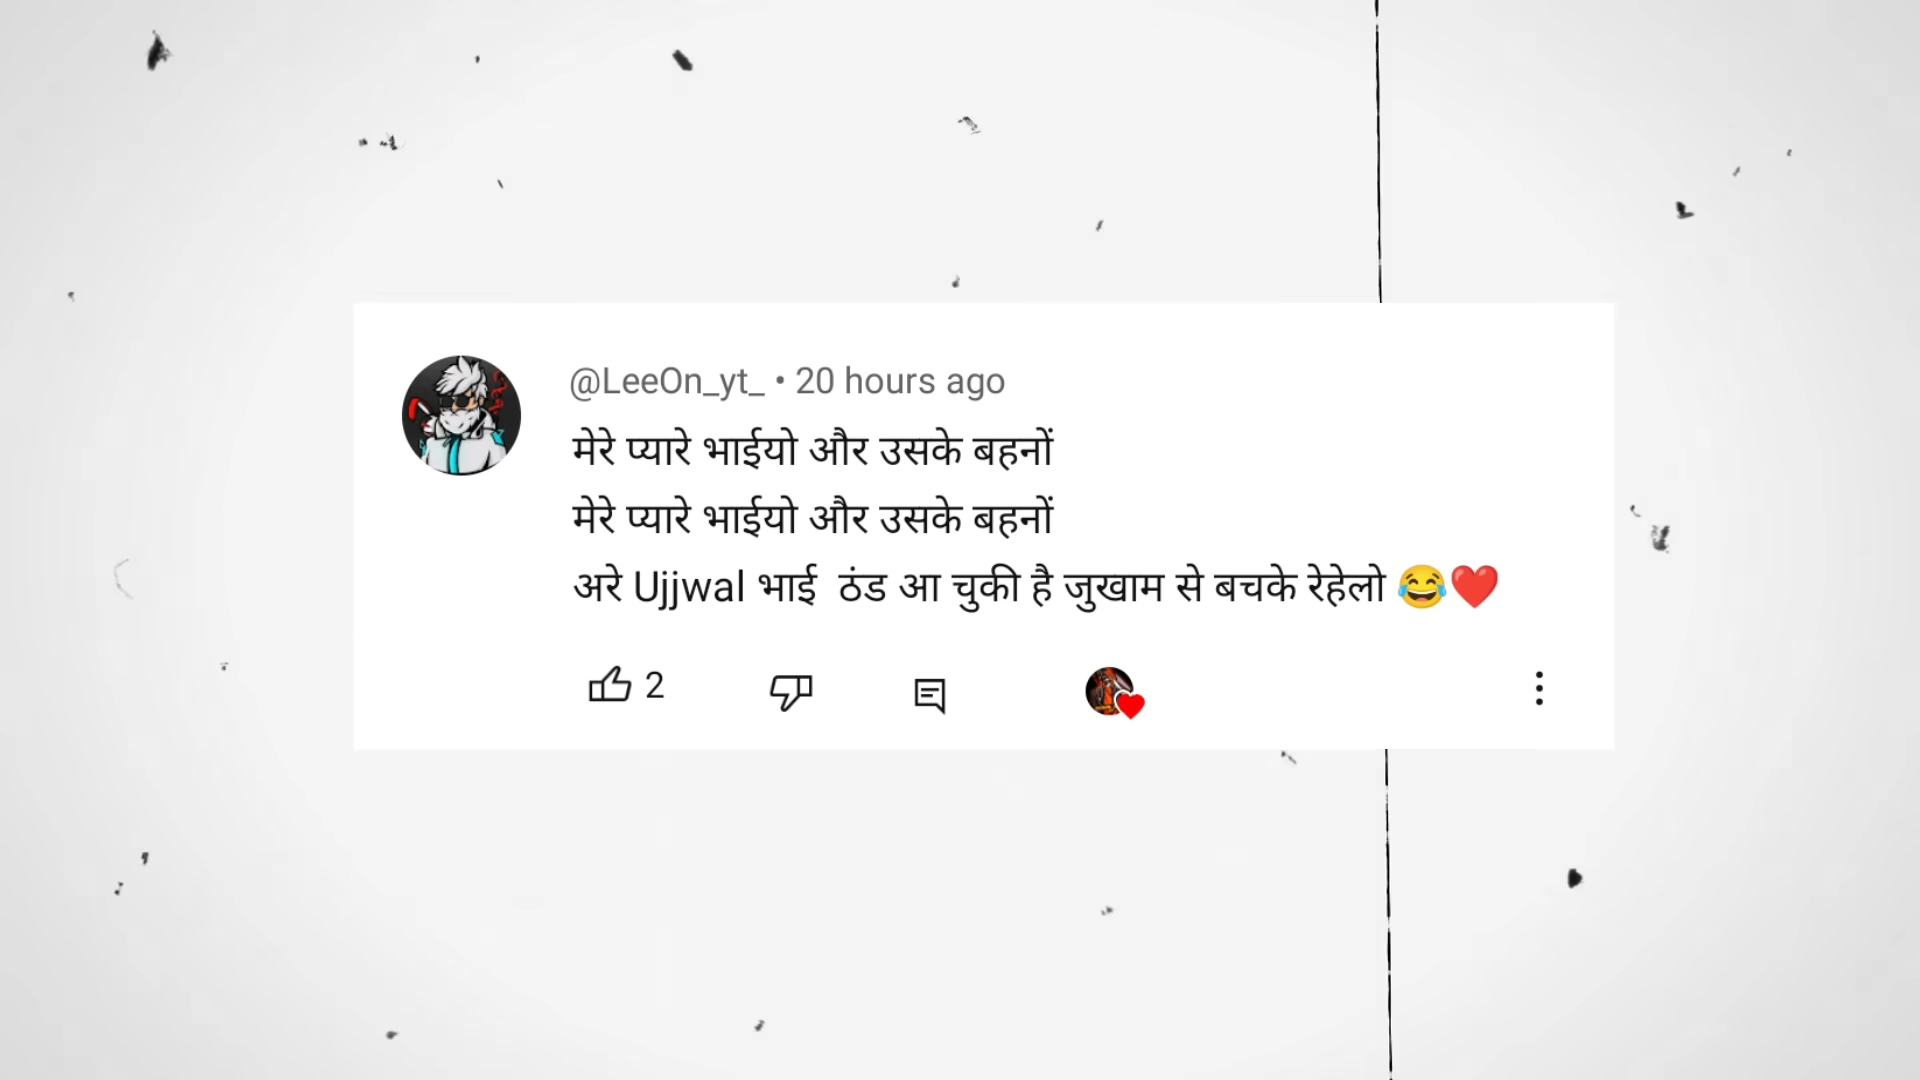 @LeeOn_yt_ • 20 hours ago
मेरे प्यारे भाईयो और उसके बहनों
मेरे प्यारे भाईयो और उसके बहनों
अरे Ujjwal भाई  ठंड आ चुकी है जुखाम से बचके रेहेलो 😂❤️
2